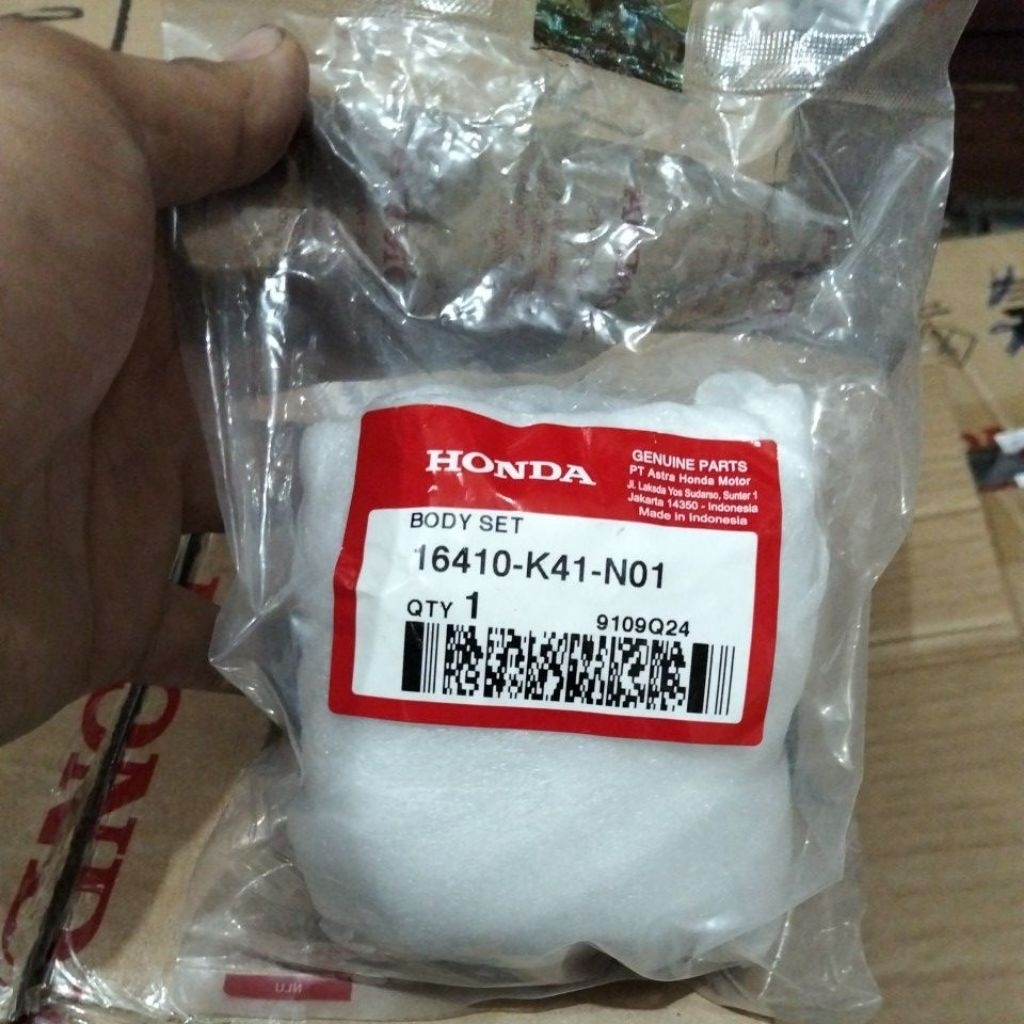 HONDA
GENUINE PARTS
PT Astra Honda Motor
Jl. Laksda Yos Sudarso, Sunter 1
Jakarta 14350 - Indonesia
Made in Indonesia
BODY SET
16410-K41-N01
QTY 1
9109Q24
NLU